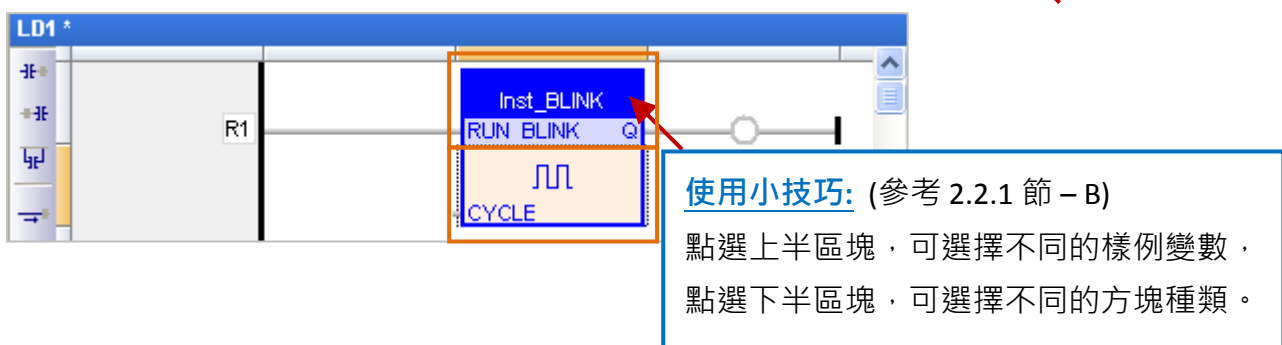 LD1 *
R1
Inst_BLINK
RUN BLINK Q
CYCLE
使用小技巧: (參考 2.2.1 節 – B)
點選上半區塊，可選擇不同的樣例變數，
點選下半區塊，可選擇不同的方塊種類。